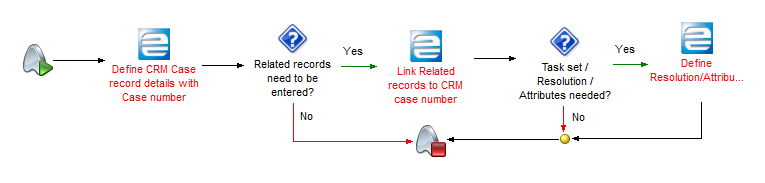 Define CRM Case
record details with
Case number
Related records
need to be
entered?
Yes
No
Link Related
records to CRM
case number
Task set /
Resolution /
Attributes needed?
Yes
No
Define
Resolution/Attribu...